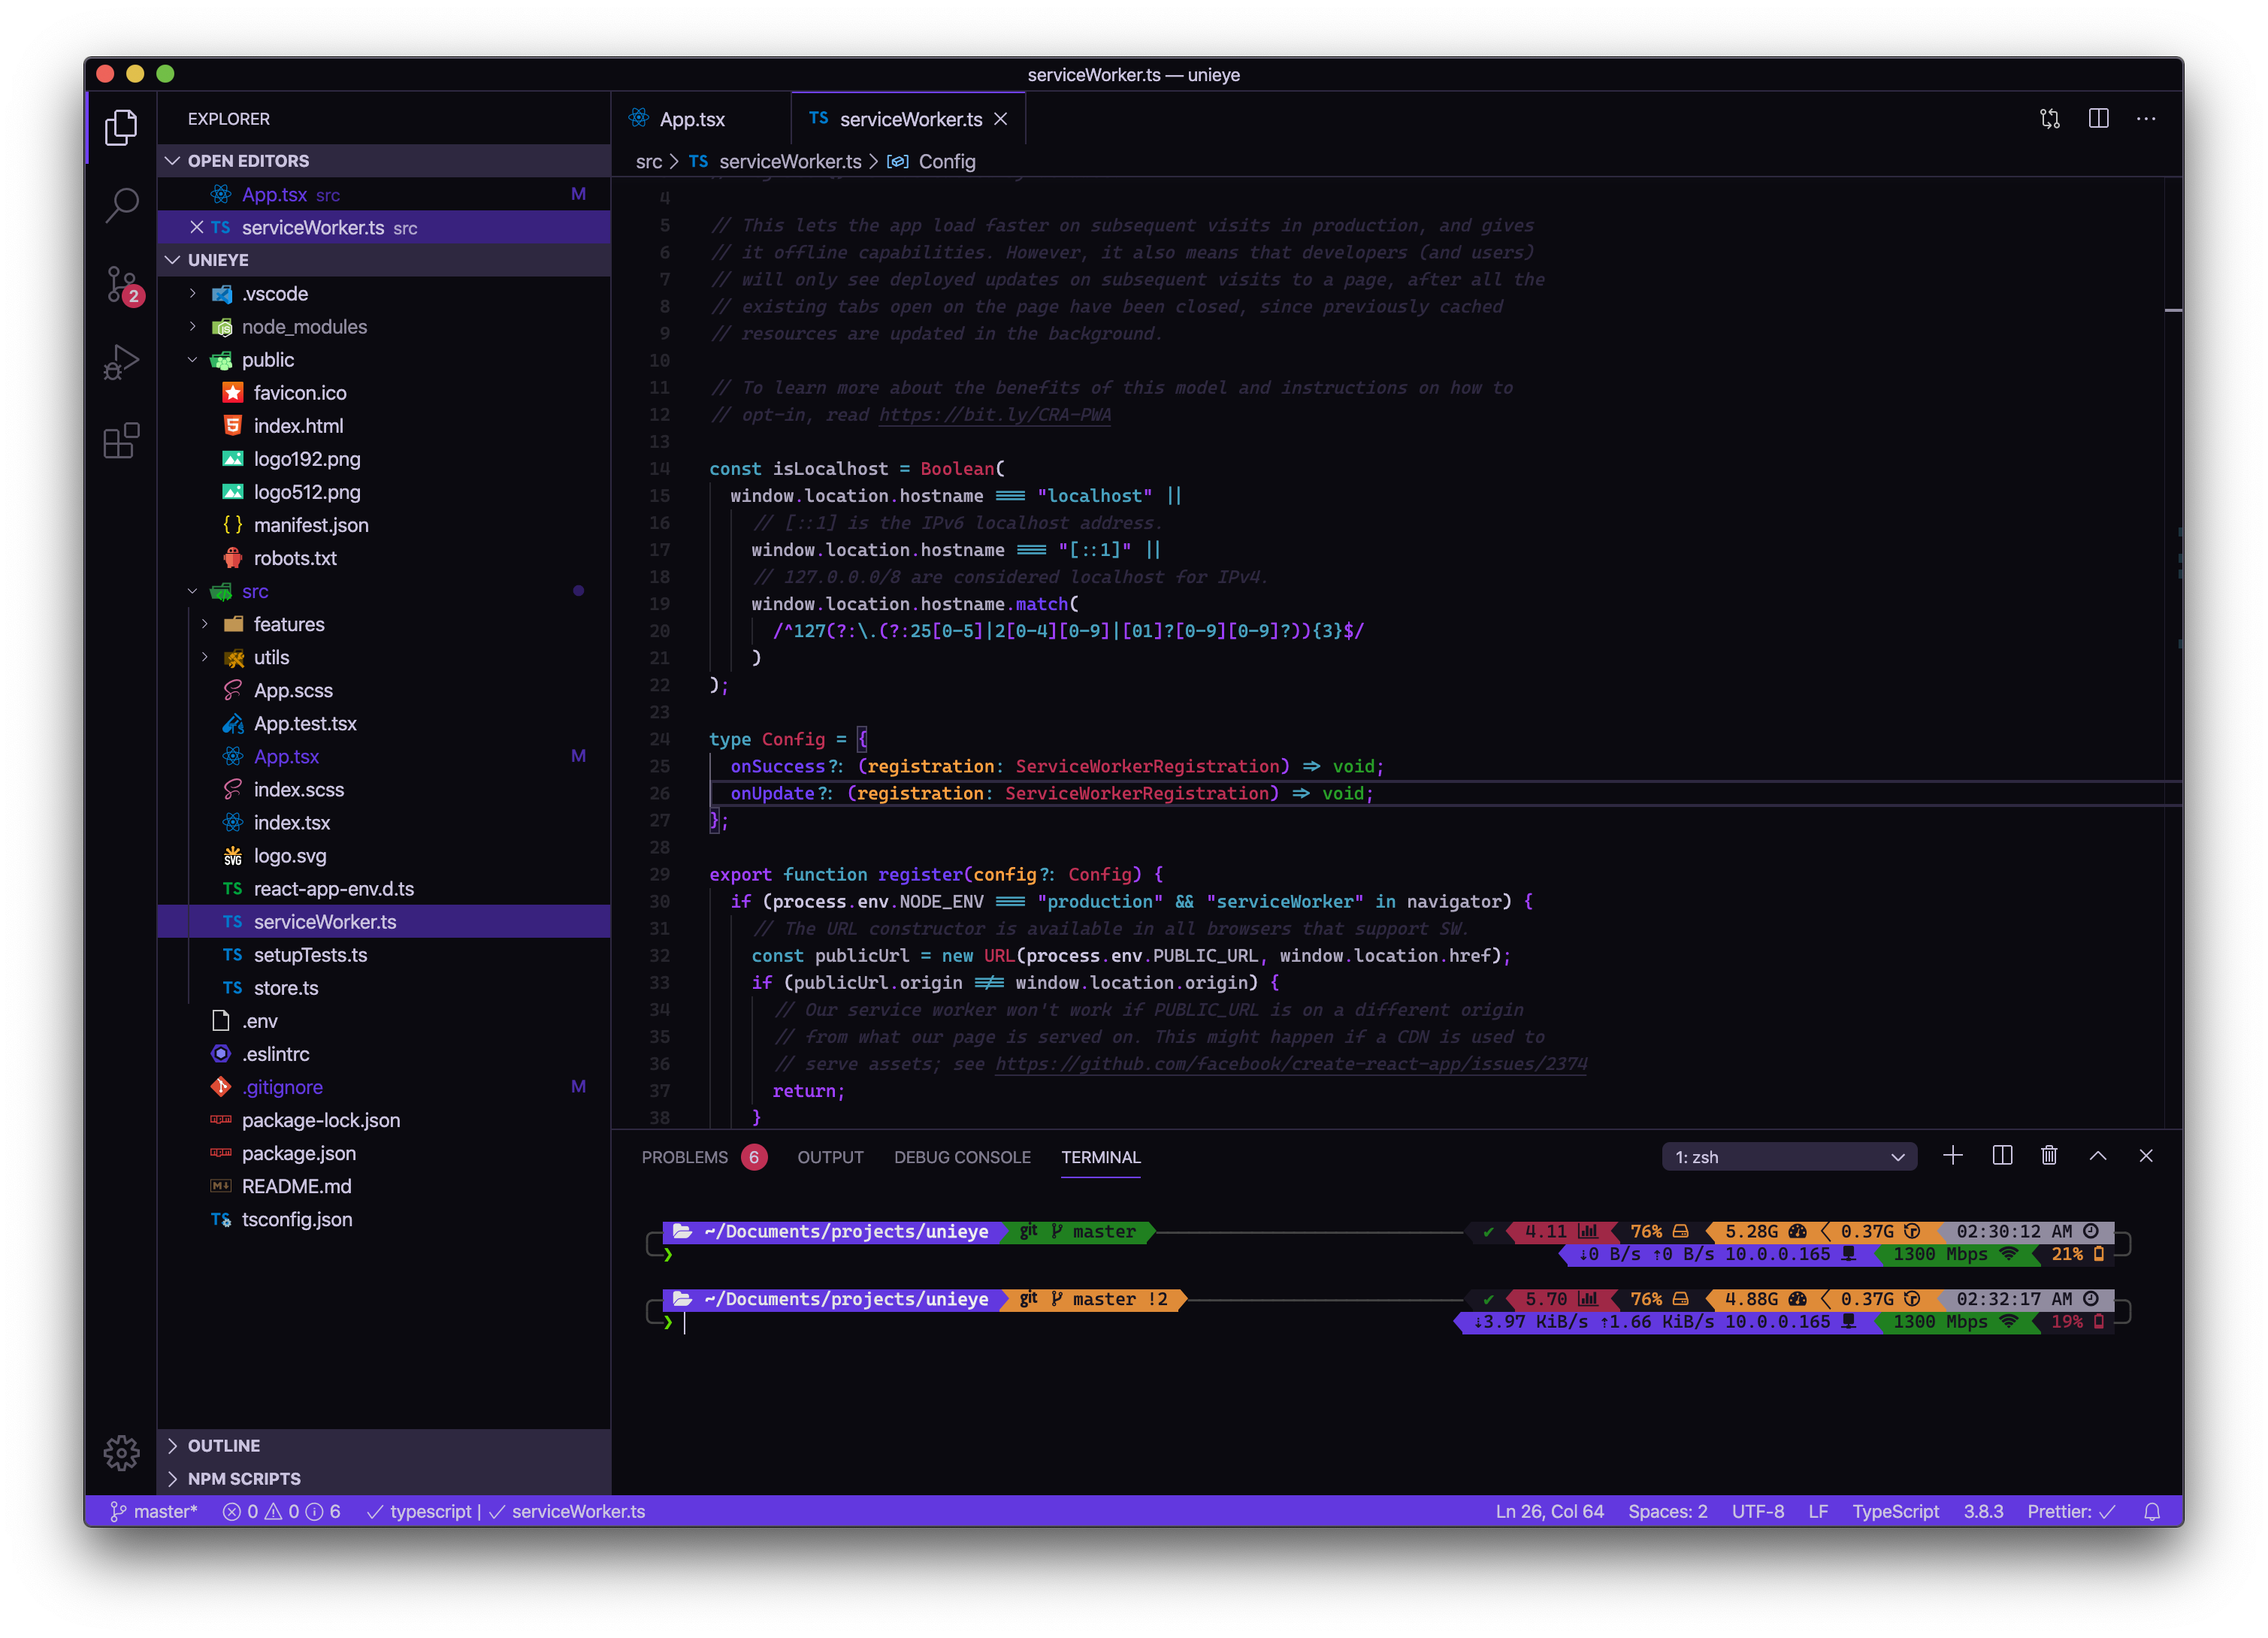 serviceWorker.ts — unieye
EXPLORER
OPEN EDITORS
App.tsx src M
serviceWorker.ts src
UNIEYE
.vscode
node_modules
public
favicon.ico
index.html
logo192.png
logo512.png
manifest.json
robots.txt
src
features
utils
App.scss
App.test.tsx
App.tsx M
index.scss
index.tsx
logo.svg
react-app-env.d.ts
serviceWorker.ts
setupTests.ts
store.ts
.env
.eslintrc
.gitignore M
package-lock.json
package.json
README.md
tsconfig.json
OUTLINE
NPM SCRIPTS
2
App.tsx
TS serviceWorker.ts
src > TS serviceWorker.ts > Config
4
5 // This lets the app load faster on subsequent visits in production, and gives
6 // it offline capabilities. However, it also means that developers (and users)
7 // will only see deployed updates on subsequent visits to a page, after all the
8 // existing tabs open on the page have been closed, since previously cached
9 // resources are updated in the background.
10
11 // To learn more about the benefits of this model and instructions on how to
12 // opt-in, read https://bit.ly/CRA-PWA
13
14 const isLocalhost = Boolean(
15 window.location.hostname === "localhost" ||
16 // [::1] is the IPv6 localhost address.
17 window.location.hostname === "[::1]" ||
18 // 127.0.0.0/8 are considered localhost for IPv4.
19 window.location.hostname.match(
20 /^127(?:\.(?:25[0-5]|2[0-4][0-9]|[01]?[0-9][0-9]?)){3}$/
21 )
22 );
23
24 type Config = {
25 onSuccess?: (registration: ServiceWorkerRegistration) => void;
26 onUpdate?: (registration: ServiceWorkerRegistration) => void;
27 };
28
29 export function register(config?: Config) {
30 if (process.env.NODE_ENV === "production" && "serviceWorker" in navigator) {
31 // The URL constructor is available in all browsers that support SW.
32 const publicUrl = new URL(process.env.PUBLIC_URL, window.location.href);
33 if (publicUrl.origin !== window.location.origin) {
34 // Our service worker won't work if PUBLIC_URL is on a different origin
35 // from what our page is served on. This might happen if a CDN is used to
36 // serve assets; see https://github.com/facebook/create-react-app/issues/2374
37 return;
38 }
PROBLEMS 6 OUTPUT DEBUG CONSOLE TERMINAL 1: zsh
~/Documents/projects/unieye git master ✔ 4.11 76% 5.28G 0.37G 02:30:12 AM
❯ ↓0 B/s ↑0 B/s 10.0.0.165 1300 Mbps 21%
~/Documents/projects/unieye git master !2 ✔ 5.70 76% 4.88G 0.37G 02:32:17 AM
❯ ↓3.97 KiB/s ↑1.66 KiB/s 10.0.0.165 1300 Mbps 19%
master* 0 0 6 ✓ typescript | ✓ serviceWorker.ts Ln 26, Col 64 Spaces: 2 UTF-8 LF TypeScript 3.8.3 Prettier: ✓